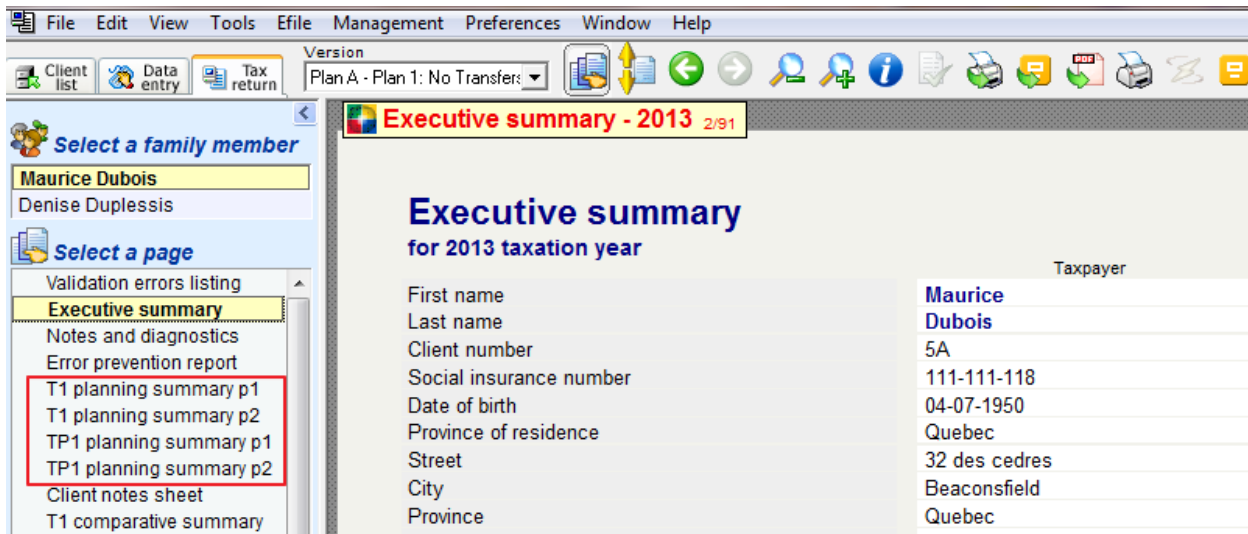 File Edit View Tools Efile Management Preferences Window Help
Client list Data entry Tax return Version
Plan A - Plan 1: No Transfers
PDF
Executive summary - 2013 2/91
Select a family member
Maurice Dubois
Denise Duplessis
Select a page
Validation errors listing
Executive summary
Notes and diagnostics
Error prevention report
T1 planning summary p1
T1 planning summary p2
TP1 planning summary p1
TP1 planning summary p2
Client notes sheet
T1 comparative summary
Executive summary
for 2013 taxation year
Taxpayer
First name Maurice
Last name Dubois
Client number 5A
Social insurance number 111-111-118
Date of birth 04-07-1950
Province of residence Quebec
Street 32 des cedres
City Beaconsfield
Province Quebec